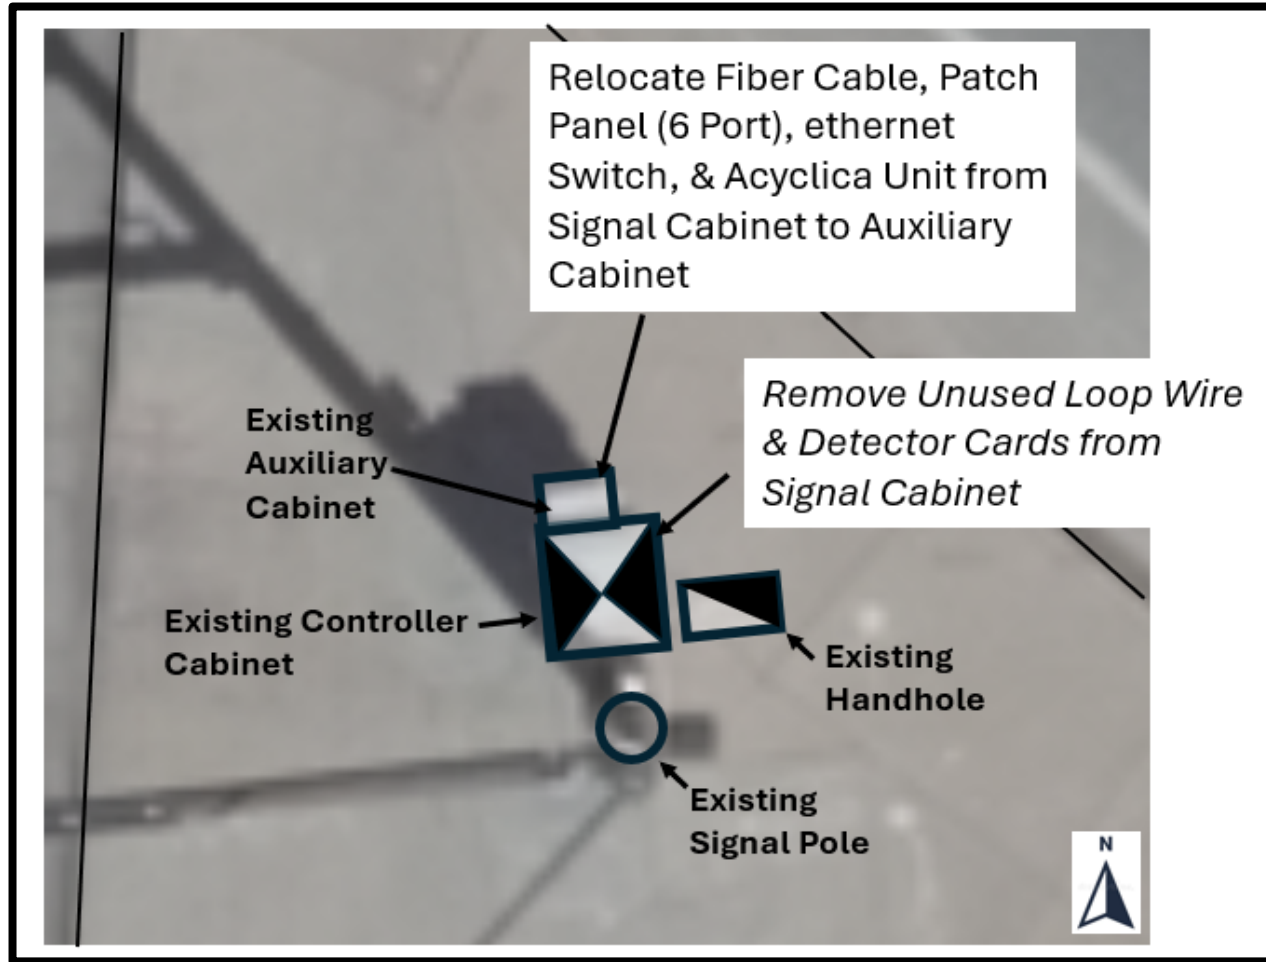 Relocate Fiber Cable, Patch
Panel (6 Port), ethernet
Switch, & Acyclica Unit from
Signal Cabinet to Auxiliary
Cabinet
Remove Unused Loop Wire
& Detector Cards from
Signal Cabinet
Existing
Auxiliary
Cabinet
Existing Controller
Cabinet
Existing
Handhole
Existing
Signal Pole
N